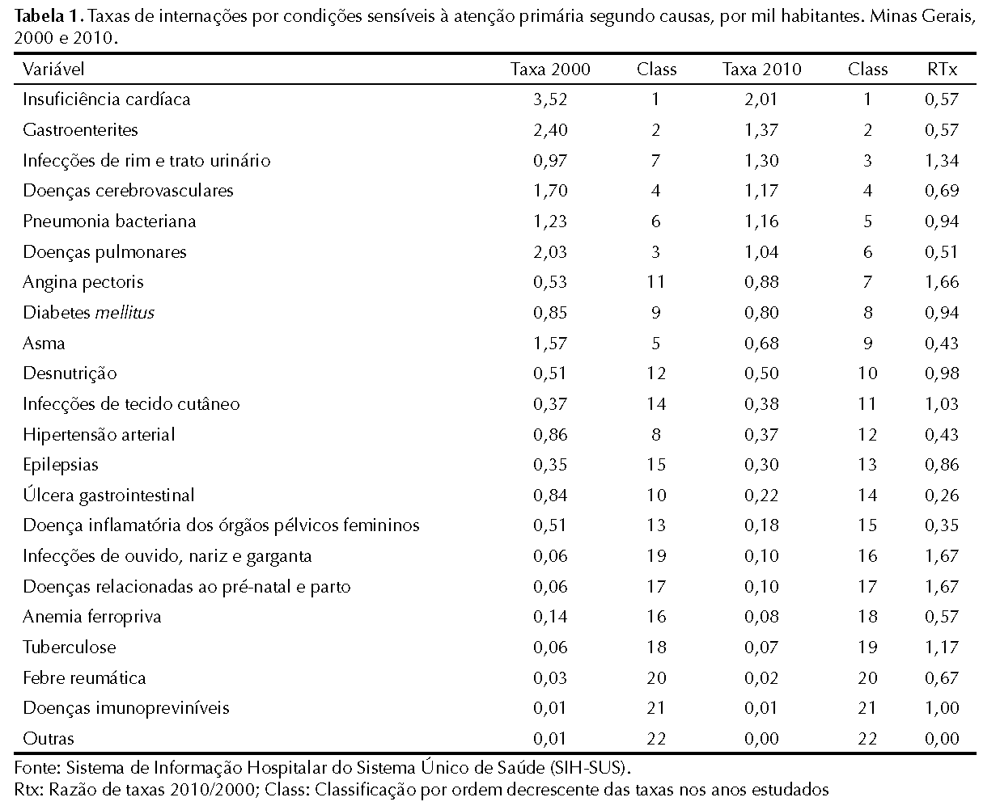 Tabela 1. Taxas de internações por condições sensíveis à atenção primária segundo causas, por mil habitantes. Minas Gerais,
2000 e 2010.
Variável Taxa 2000 Class Taxa 2010 Class RTx
Insuficiência cardíaca 3,52 1 2,01 1 0,57
Gastroenterites 2,40 2 1,37 2 0,57
Infecções de rim e trato urinário 0,97 7 1,30 3 1,34
Doenças cerebrovasculares 1,70 4 1,17 4 0,69
Pneumonia bacteriana 1,23 6 1,16 5 0,94
Doenças pulmonares 2,03 3 1,04 6 0,51
Angina pectoris 0,53 11 0,88 7 1,66
Diabetes mellitus 0,85 9 0,80 8 0,94
Asma 1,57 5 0,68 9 0,43
Desnutrição 0,51 12 0,50 10 0,98
Infecções de tecido cutâneo 0,37 14 0,38 11 1,03
Hipertensão arterial 0,86 8 0,37 12 0,43
Epilepsias 0,35 15 0,30 13 0,86
Úlcera gastrointestinal 0,84 10 0,22 14 0,26
Doença inflamatória dos órgãos pélvicos femininos 0,51 13 0,18 15 0,35
Infecções de ouvido, nariz e garganta 0,06 19 0,10 16 1,67
Doenças relacionadas ao pré-natal e parto 0,06 17 0,10 17 1,67
Anemia ferropriva 0,14 16 0,08 18 0,57
Tuberculose 0,06 18 0,07 19 1,17
Febre reumática 0,03 20 0,02 20 0,67
Doenças imunopreviníveis 0,01 21 0,01 21 1,00
Outras 0,01 22 0,00 22 0,00
Fonte: Sistema de Informação Hospitalar do Sistema Único de Saúde (SIH-SUS).
Rtx: Razão de taxas 2010/2000; Class: Classificação por ordem decrescente das taxas nos anos estudados